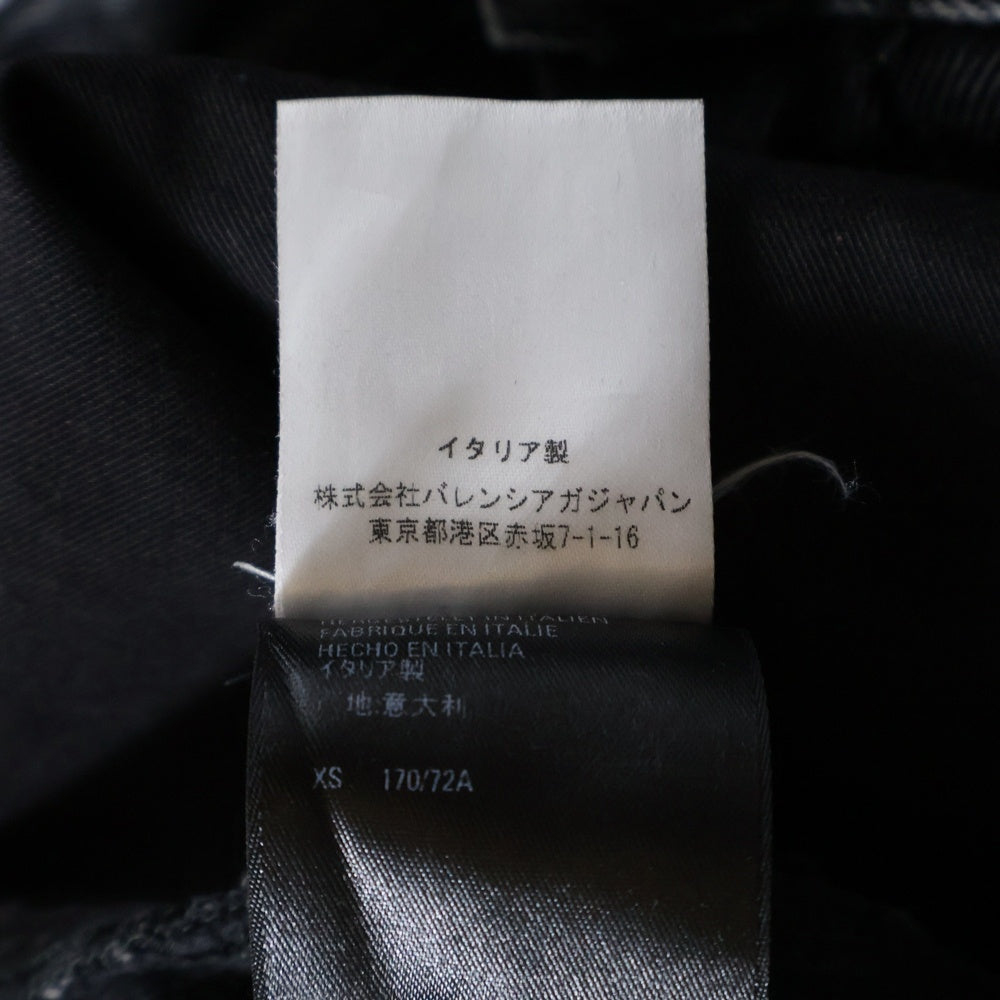 イタリア製
株式会社バレンシアガジャパン
東京都港区赤坂7-1-16
EN ITALIEN
FABRIQUE EN ITALIE
HECHO EN ITALIA
イタリア製
地:意大利
XS 170/72A